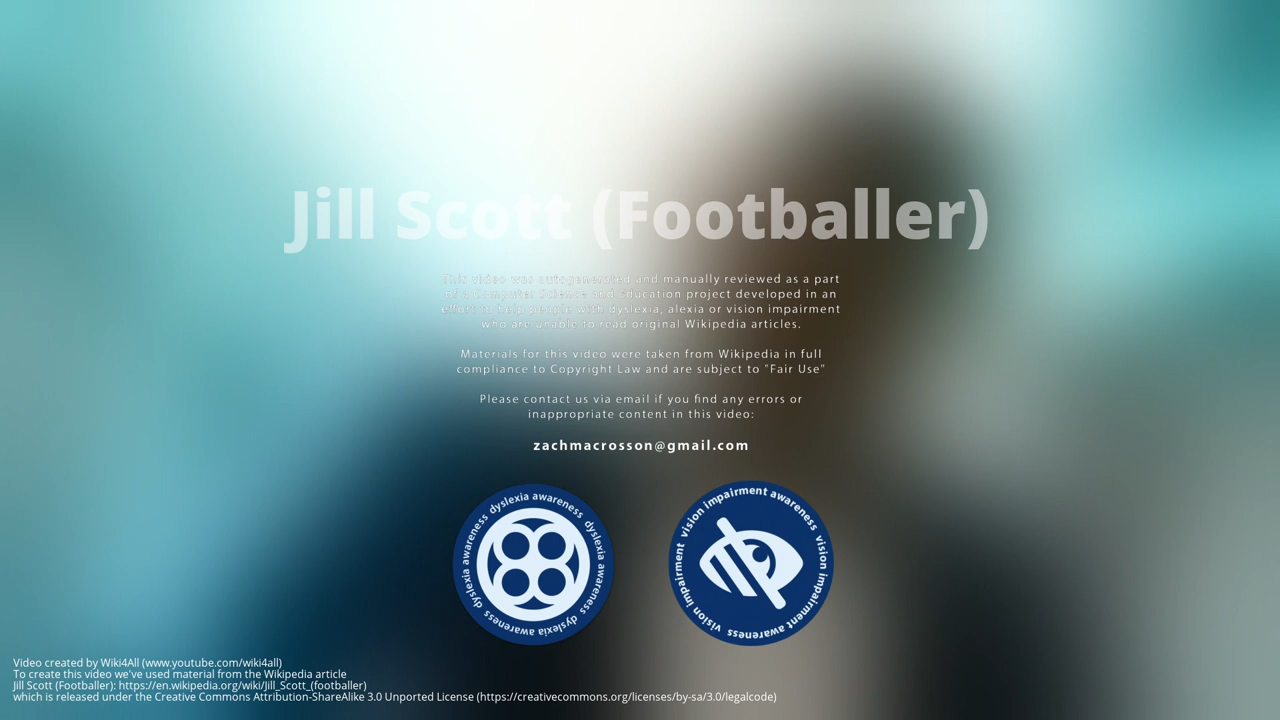 Jill Scott (Footballer)
This video was autogenerated and manually reviewed as a part
of a Computer Science and Education project developed in an
effort to help people with dyslexia, alexia or vision impairment
who are unable to read original Wikipedia articles.
Materials for this video were taken from Wikipedia in full
compliance to Copyright Law and are subject to "Fair Use"
Please contact us via email if you find any errors or
inappropriate content in this video:
zachmacrosson@gmail.com
dyslexia awareness dyslexia awareness dyslexia awareness dyslexia awareness
vision impairment awareness vision impairment awareness vision impairment
Video created by Wiki4All (www.youtube.com/wiki4all)
To create this video we've used material from the Wikipedia article
Jill Scott (Footballer): https://en.wikipedia.org/wiki/Jill_Scott_(footballer)
which is released under the Creative Commons Attribution-ShareAlike 3.0 Unported License (https://creativecommons.org/licenses/by-sa/3.0/legalcode)